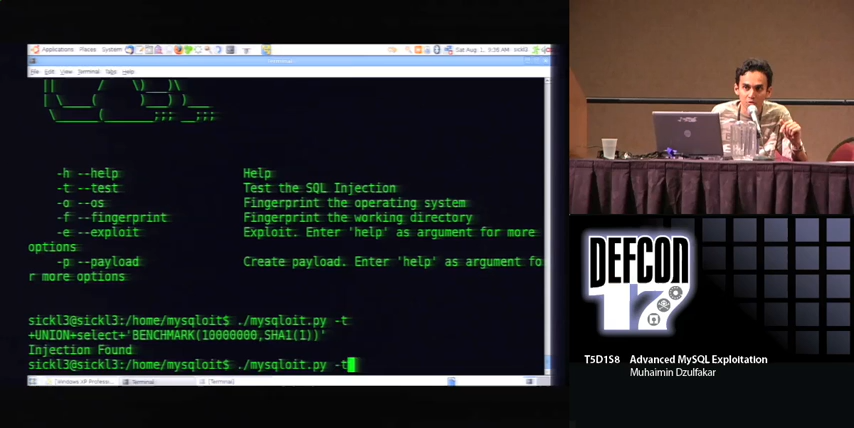 Applications Places System
File Edit View Terminal Tabs Help
-h --help Help
-t --test Test the SQL Injection
-o --os Fingerprint the operating system
-f --fingerprint Fingerprint the working directory
-e --exploit Exploit. Enter 'help' as argument for more
options
-p --payload Create payload. Enter 'help' as argument fo
r more options
sickl3@sickl3:/home/mysqloit$ ./mysqloit.py -t
+UNION+select+'BENCHMARK(10000000,SHA1(1))'
Injection Found
sickl3@sickl3:/home/mysqloit$ ./mysqloit.py -t
DEFCON
17
T5D1S8 Advanced MySQL Exploitation
Muhaimin Dzulfakar